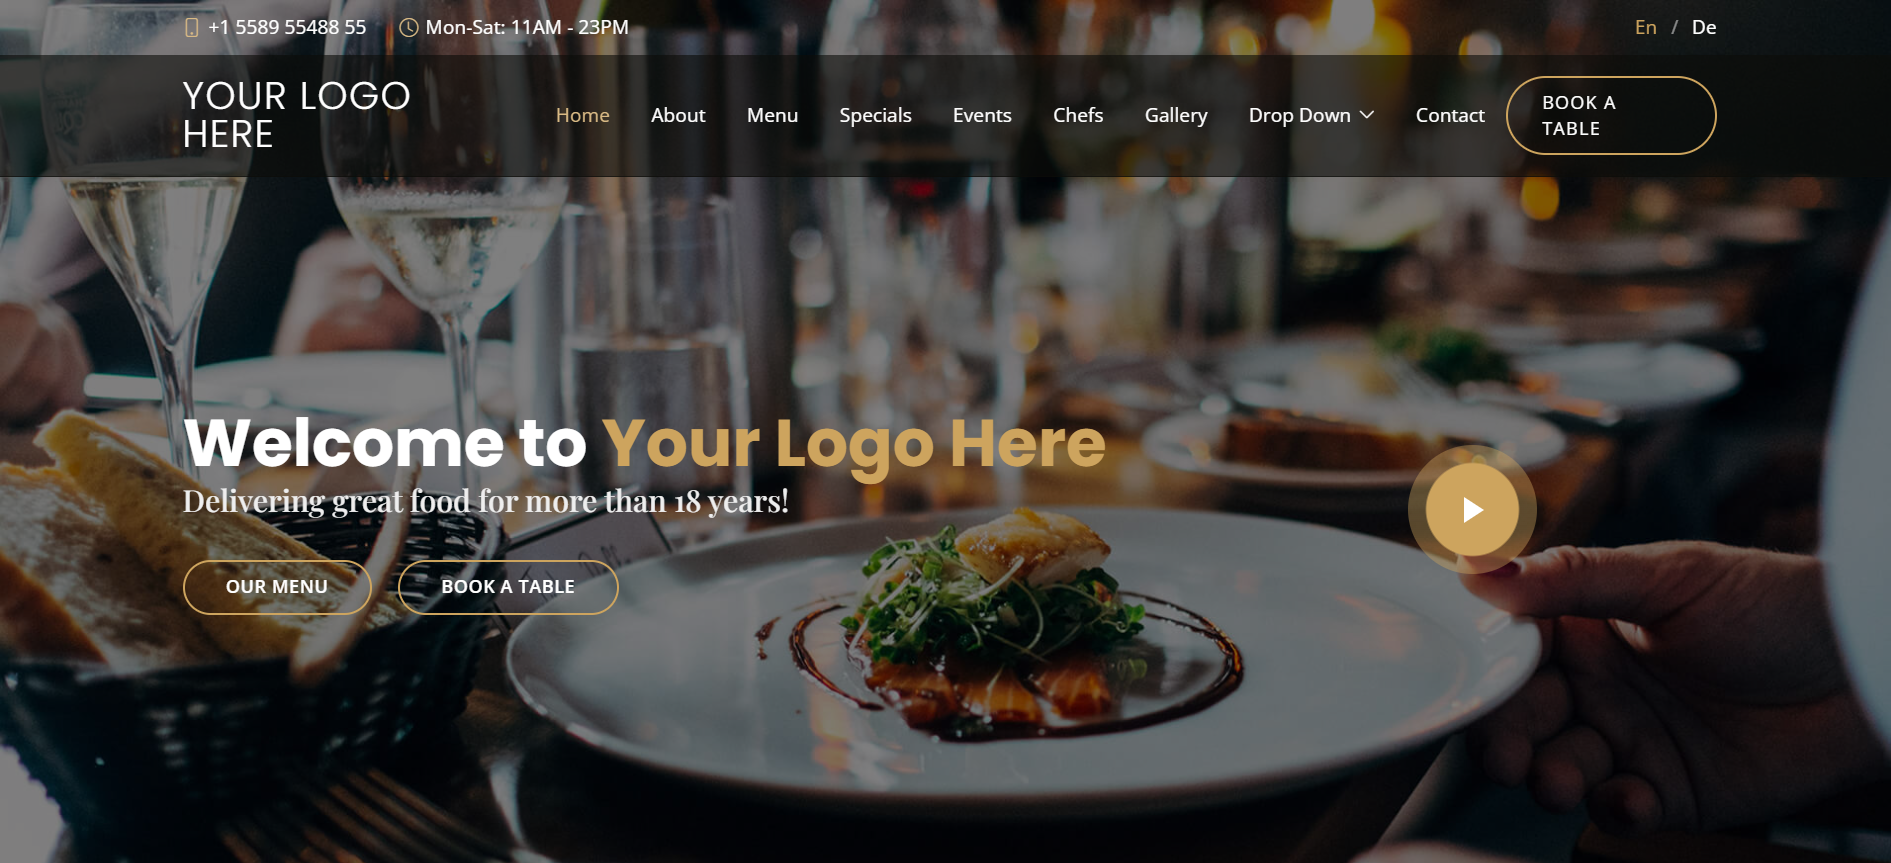 +1 5589 55488 55
Mon-Sat: 11AM - 23PM
En / De
YOUR LOGO
HERE
Home
About
Menu
Specials
Events
Chefs
Gallery
Drop Down
Contact
BOOK A
TABLE
Welcome to Your Logo Here
Delivering great food for more than 18 years!
OUR MENU
BOOK A TABLE